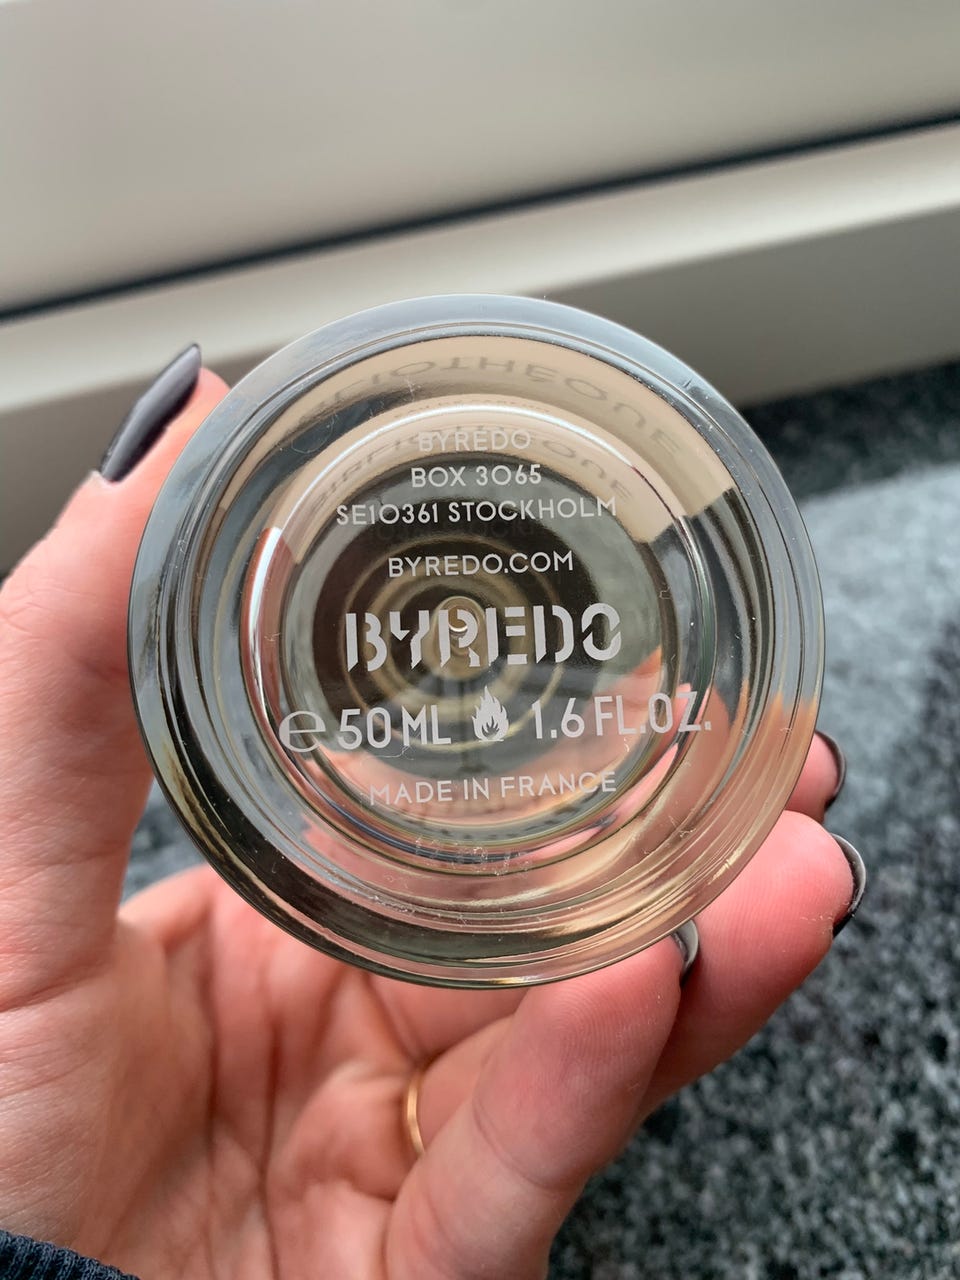 BYREDO
BOX 3065
SE10361 STOCKHOLM
BYREDO.COM
BYREDO
℮ 50 ML 1.6 FL.OZ.
MADE IN FRANCE